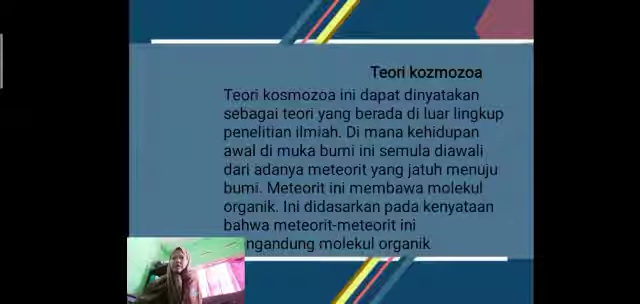 Teori kozmozoa
Teori kosmozoa ini dapat dinyatakan
sebagai teori yang berada di luar lingkup
penelitian ilmiah. Di mana kehidupan
awal di muka bumi ini semula diawali
dari adanya meteorit yang jatuh menuju
bumi. Meteorit ini membawa molekul
organik. Ini didasarkan pada kenyataan
bahwa meteorit-meteorit ini
ngandung molekul organik